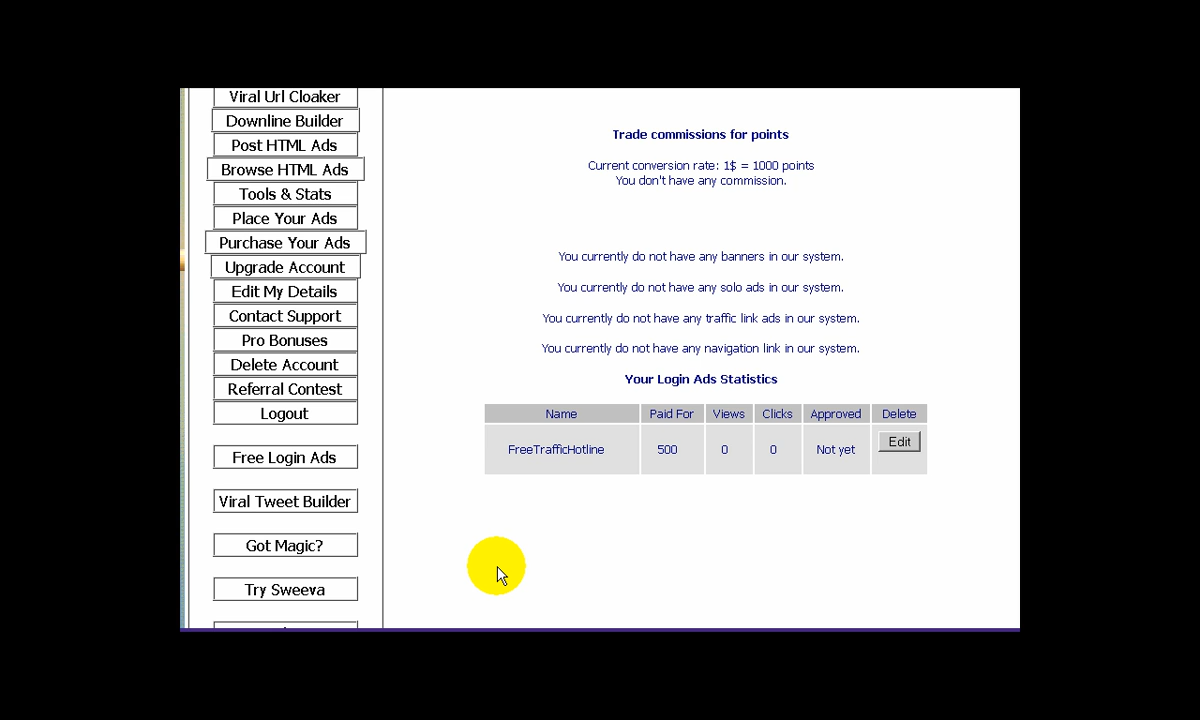 Viral Url Cloaker
Downline Builder
Post HTML Ads
Browse HTML Ads
Tools & Stats
Place Your Ads
Purchase Your Ads
Upgrade Account
Edit My Details
Contact Support
Pro Bonuses
Delete Account
Referral Contest
Logout
Free Login Ads
Viral Tweet Builder
Got Magic?
Try Sweeva
Trade commissions for points
Current conversion rate: 1$ = 1000 points
You don't have any commission.
You currently do not have any banners in our system.
You currently do not have any solo ads in our system.
You currently do not have any traffic link ads in our system.
You currently do not have any navigation link in our system.
Your Login Ads Statistics
Name Paid For Views Clicks Approved Delete
FreeTrafficHotline 500 0 0 Not yet Edit